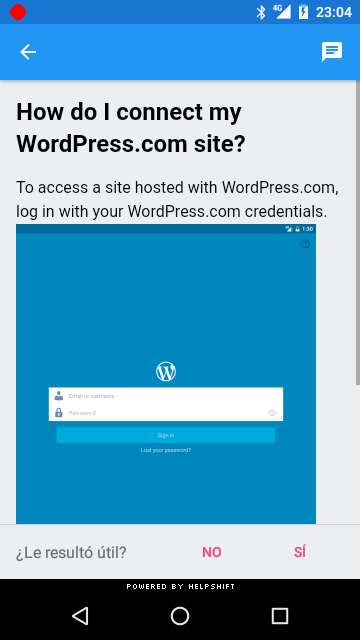 4G 23:04
How do I connect my
WordPress.com site?
To access a site hosted with WordPress.com,
log in with your WordPress.com credentials.
1:30
Email or username
Password
Sign in
Lost your password?
¿Le resultó útil? NO SÍ
POWERED BY HELPSHIFT